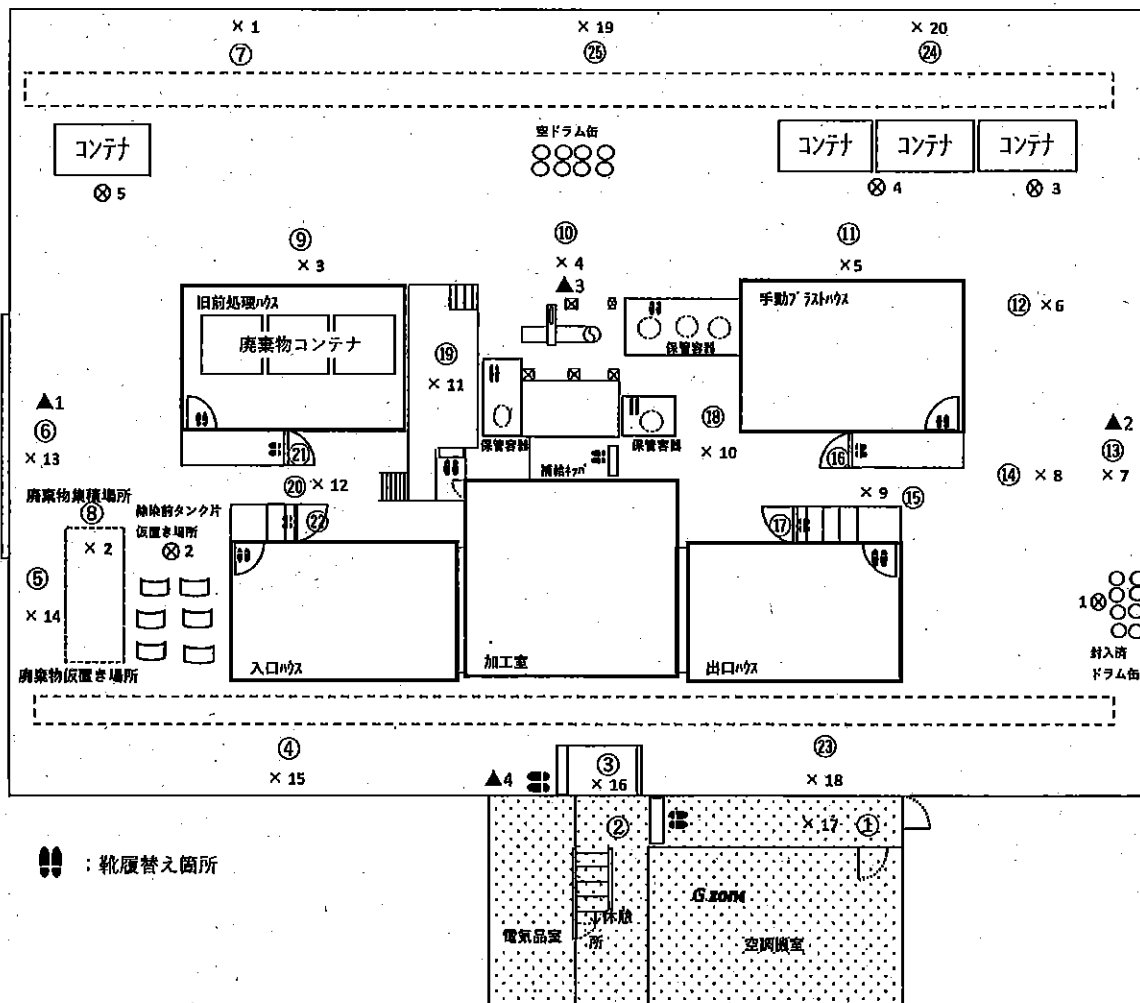 × 1
× 19
× 20
⑦
㉕
㉔
コンテナ
空ドラム缶
コンテナ
コンテナ
コンテナ
⊗ 5
⊗ 4
⊗ 3
⑨
⑩
⑪
× 3
× 4
×5
▲3
旧前処理ハウス
手動ブラストハウス
⑫ ×6
廃棄物コンテナ
保管容器
⑲
× 11
▲1
▲2
⑥
⑱
⑬
× 13
保管容器
保管容器
× 10
㉑
⑯
⑭ × 8
× 7
廃棄物集積場所
⑳ × 12
× 9 ⑮
⑧
除染前タンク片
仮置き場所
㉒
⑰
× 2
⊗ 2
⑤
× 14
1⊗
封入済
ドラム缶
廃棄物仮置き場所
入口ハウス
加工室
出口ハウス
④
③
㉓
× 15
▲4
× 16
× 18
②
×17
①
;靴履替え箇所
G.zone
休憩
所
電気品室
空調機室